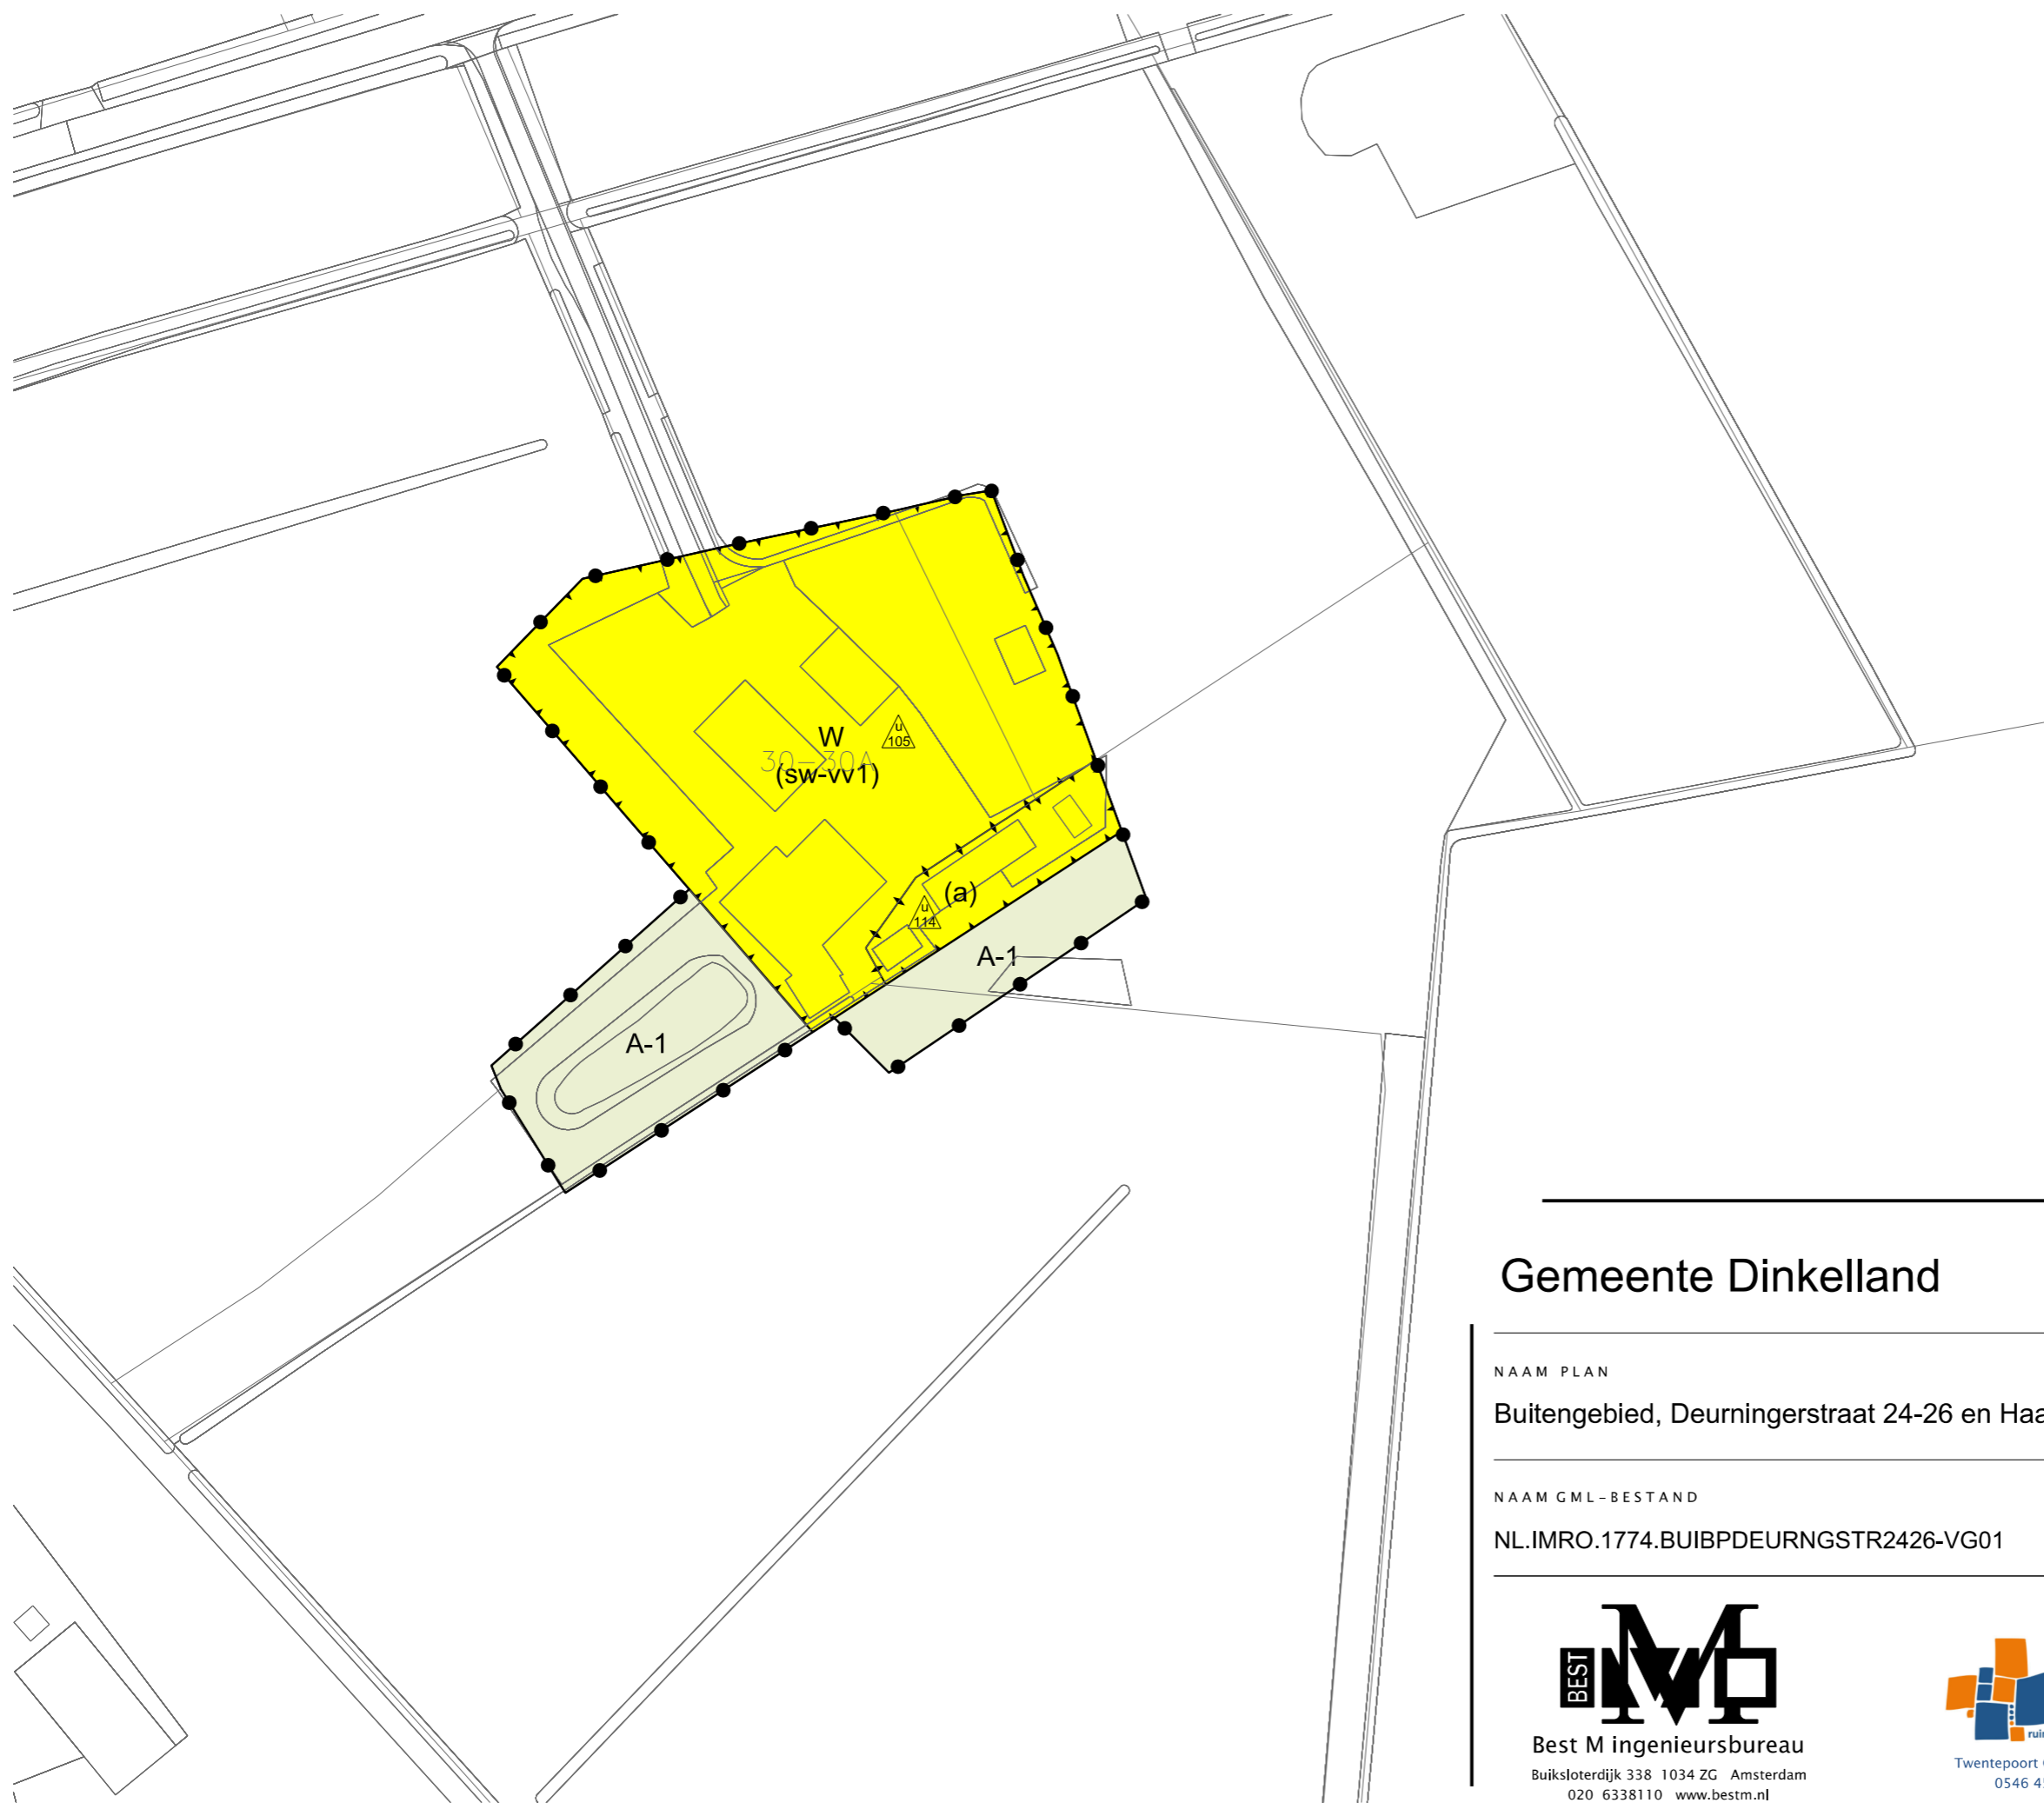 W
u
105
30-30A
(sw-vv1)
(a)
u
114
A-1
A-1
Gemeente Dinkelland
NAAM PLAN
Buitengebied, Deurningerstraat 24-26 en
NAAM GML-BESTAND
NL.IMRO.1774.BUIBPDEURNGSTR2426-VG01
BEST
M
Best M ingenieursbureau
Buiksloterdijk 338 1034 ZG Amsterdam
020 6338110 www.bestm.nl
Twentepoort
0546